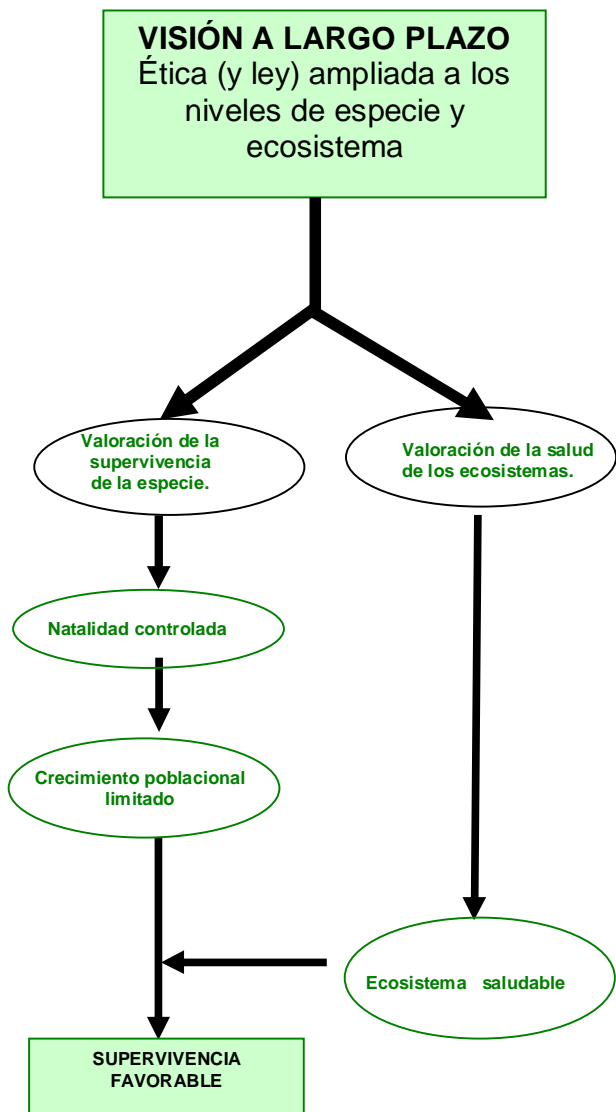 VISIÓN A LARGO PLAZO
Ética (y ley) ampliada a los
niveles de especie y
ecosistema
Valoración de la
supervivencia
de la especie.
Valoración de la salud
de los ecosistemas.
Natalidad controlada
Crecimiento poblacional
limitado
Ecosistema saludable
SUPERVIVENCIA
FAVORABLE